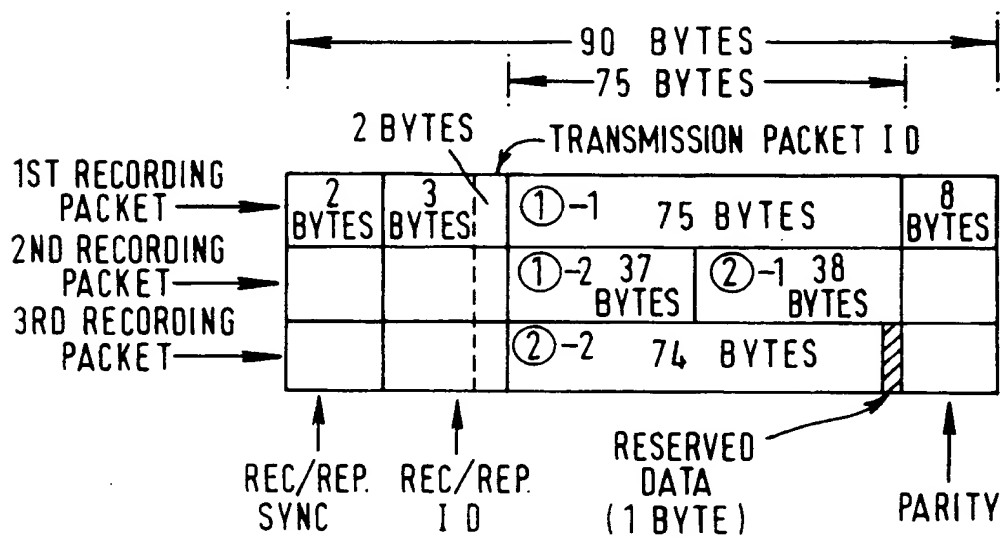 90 BYTES
75 BYTES
2 BYTES
TRANSMISSION PACKET ID
1ST RECORDING
PACKET
2ND RECORDING
PACKET
3RD RECORDING
PACKET
2
BYTES
3
BYTES
①-1 75 BYTES
8
BYTES
①-2 37
BYTES
②-1 38
BYTES
②-2 74 BYTES
REC/REP.
SYNC
REC/REP.
ID
RESERVED
DATA
(1 BYTE)
PARITY